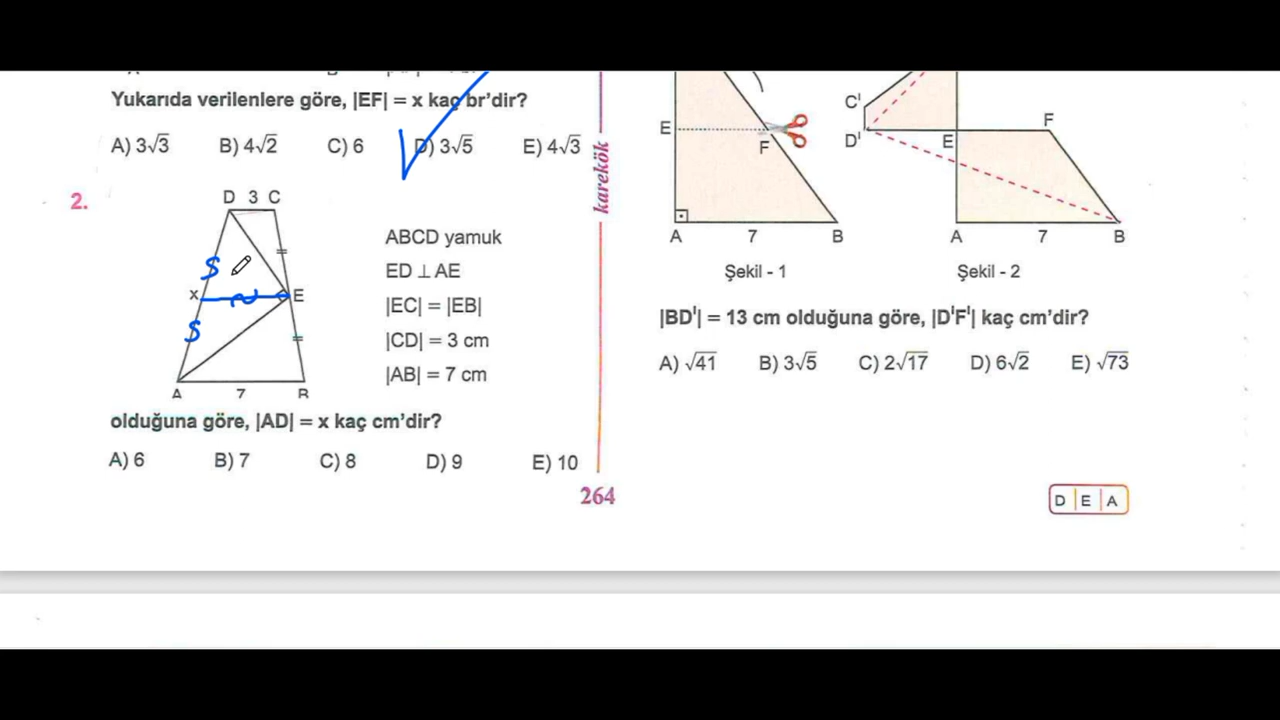 Yukarıda verilenlere göre, |EF| = x kaç br'dir?
A) 3√3 B) 4√2 C) 6 D) 3√5 E) 4√3
2.
D 3 C
S
x E
S
A 7 B
ABCD yamuk
ED ⊥ AE
|EC| = |EB|
|CD| = 3 cm
|AB| = 7 cm
olduğuna göre, |AD| = x kaç cm'dir?
A) 6 B) 7 C) 8 D) 9 E) 10
karekök
264
E F
A 7 B
Şekil - 1
C'
D' E F
A 7 B
Şekil - 2
|BD'| = 13 cm olduğuna göre, |D'F'| kaç cm'dir?
A) √41 B) 3√5 C) 2√17 D) 6√2 E) √73
D | E | A